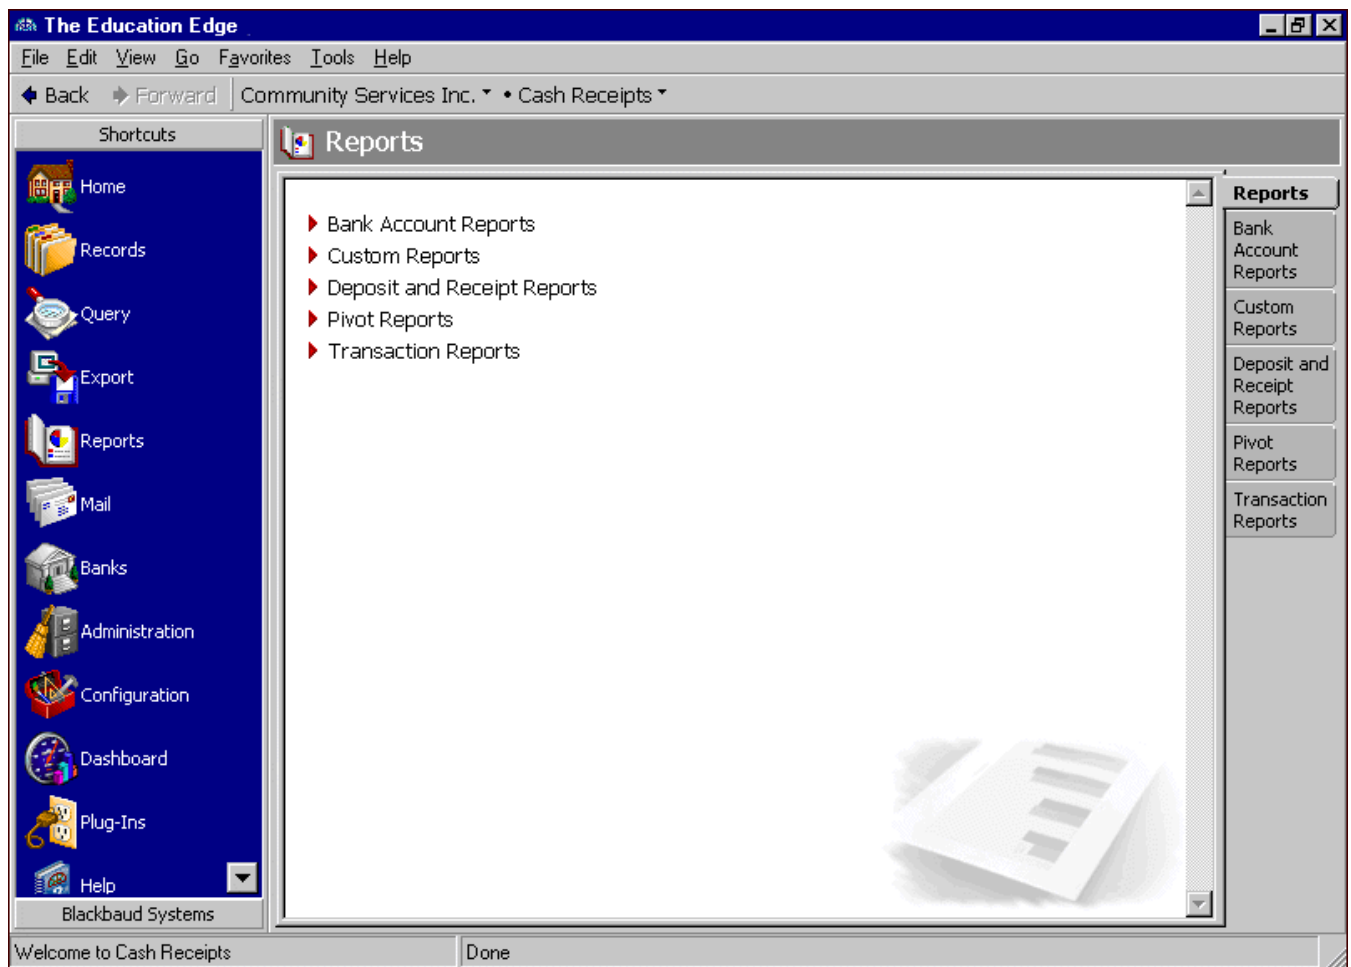 The Education Edge
File Edit View Go Favorites Tools Help
Back Forward Community Services Inc. • Cash Receipts
Shortcuts
Home
Records
Query
Export
Reports
Mail
Banks
Administration
Configuration
Dashboard
Plug-Ins
Help
Blackbaud Systems
Reports
Bank Account Reports
Custom Reports
Deposit and Receipt Reports
Pivot Reports
Transaction Reports
Reports
Bank
Account
Reports
Custom
Reports
Deposit and
Receipt
Reports
Pivot
Reports
Transaction
Reports
Welcome to Cash Receipts
Done